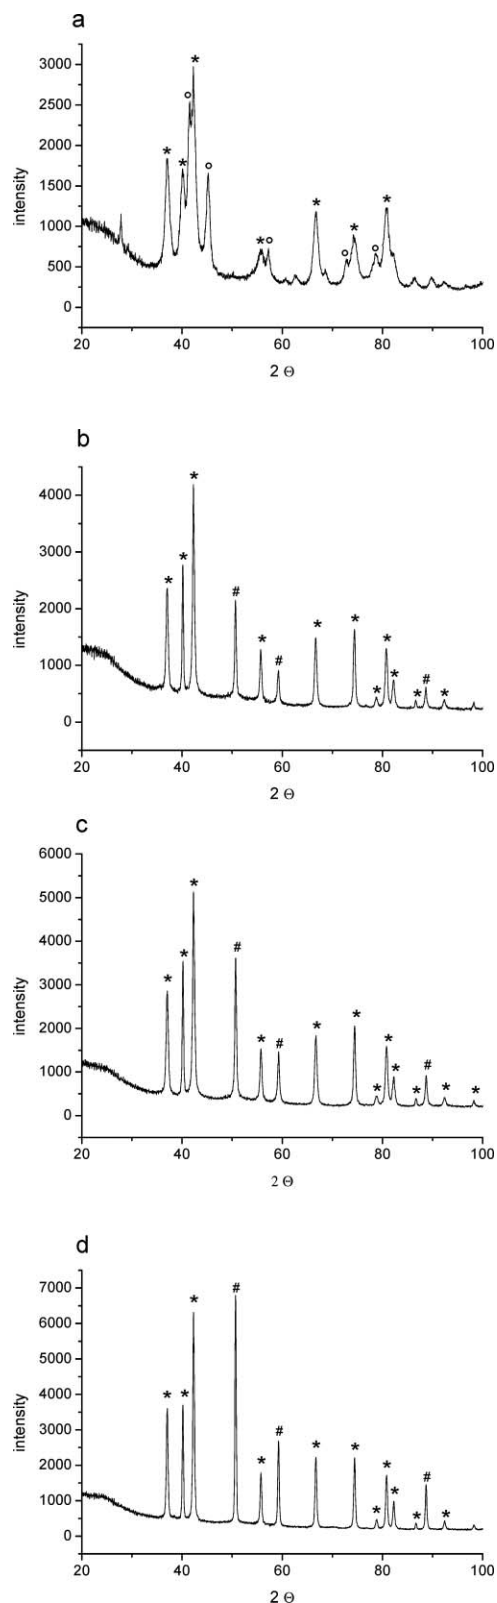 a
*
3000
2500
2000
1500
1000
500
0
intensity
° * 
* * °
* ° * ° * ° *
20 40 60 80 100
2 Θ
b
4000
3000
2000
1000
0
intensity
* * * # * # * * * * * * # *
20 40 60 80 100
2 Θ
c
6000
5000
4000
3000
2000
1000
0
intensity
* * * # * # * * * * * * # * *
20 40 60 80 100
2 Θ
d
7000
6000
5000
4000
3000
2000
1000
0
intensity
* * * # * # * * * * * * # *
20 40 60 80 100
2 Θ